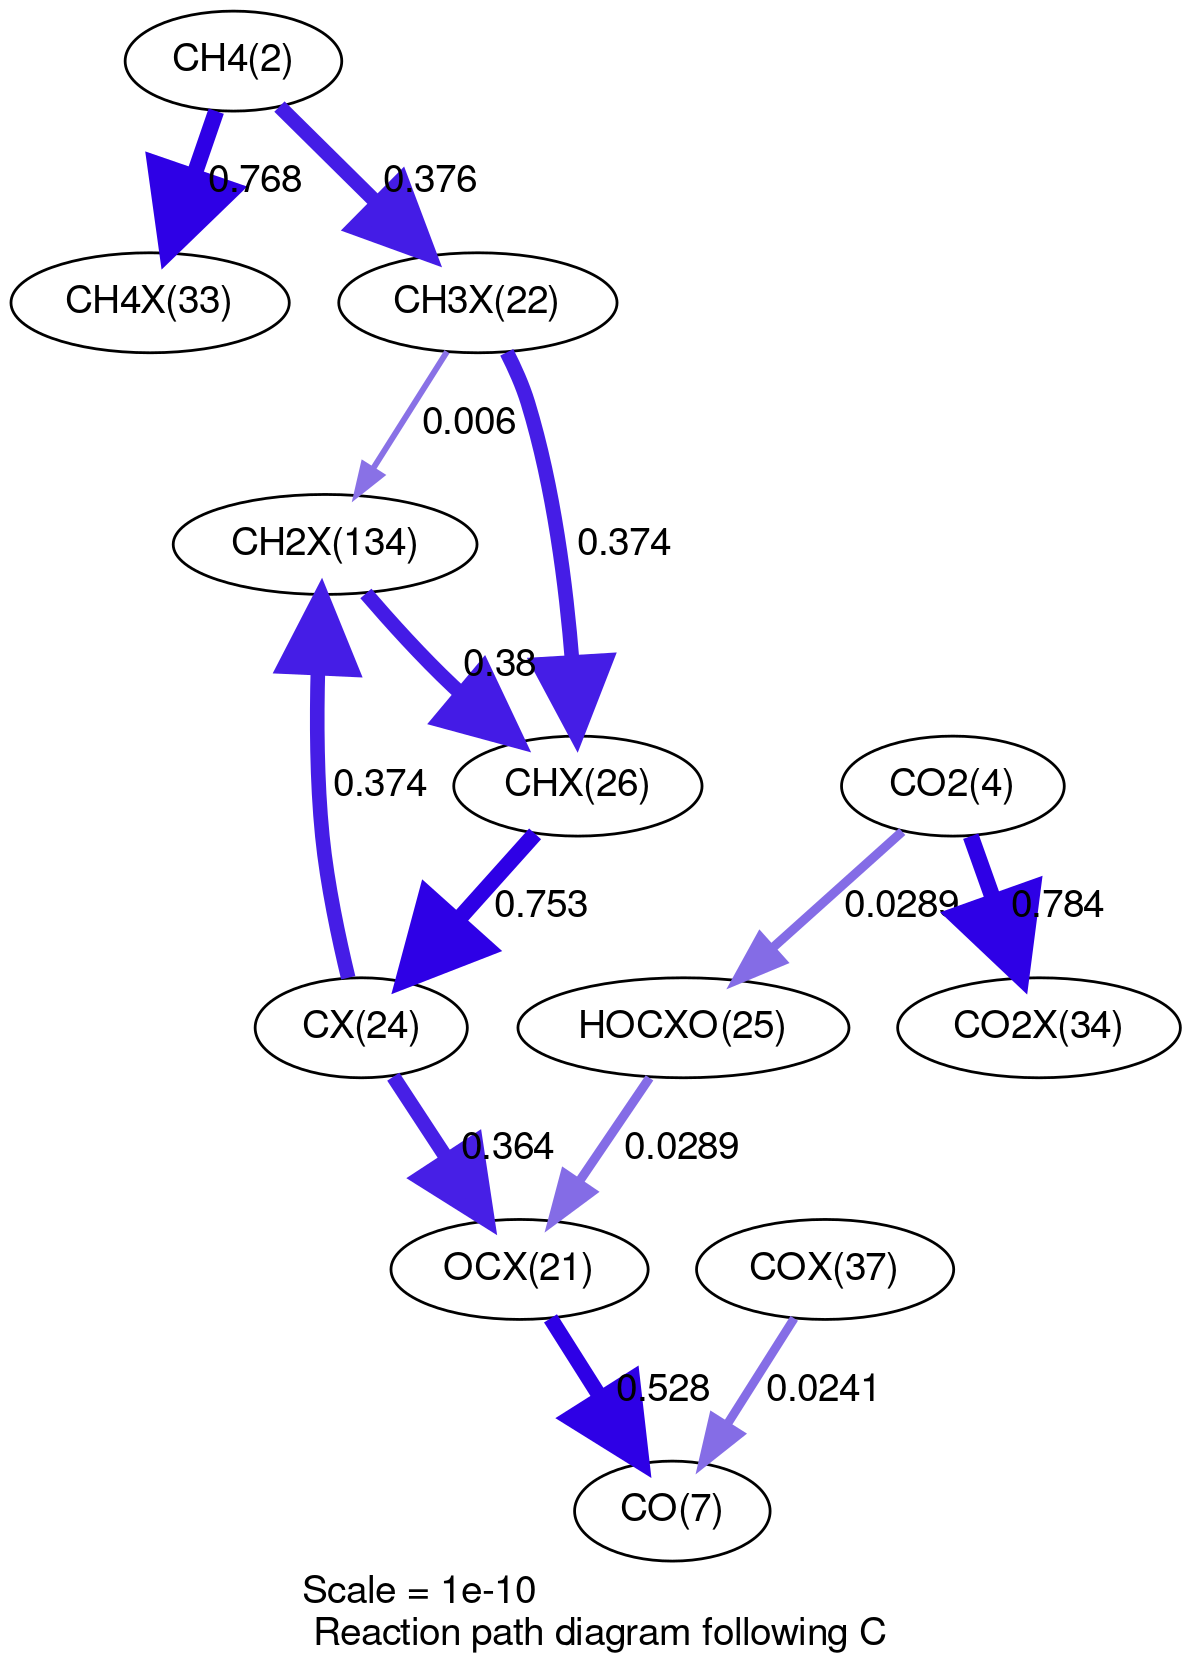 CH4(2)
0.768
0.376
CH4X(33)
CH3X(22)
0.006
CH2X(134)
0.374
0.38
0.374
CHX(26)
CO2(4)
0.753
0.0289
0.784
CX(24)
HOCXO(25)
CO2X(34)
0.364
0.0289
OCX(21)
COX(37)
0.528
0.0241
CO(7)
Scale = 1e-10
Reaction path diagram following C